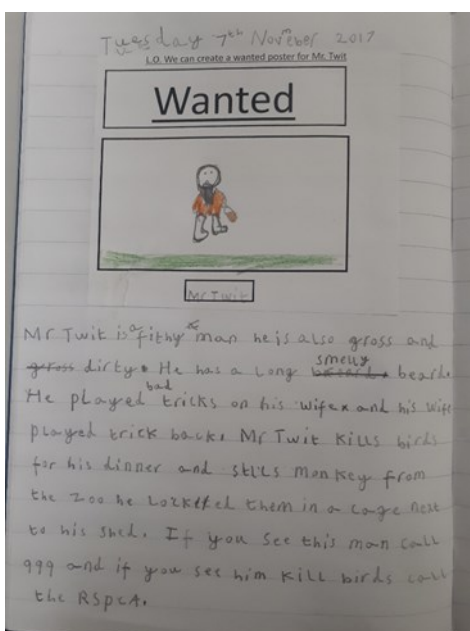 Tuesday 7th November 2017
L.O. We can create a wanted poster for Mr. Twit
Wanted
Mr Twit
Mr Twit is a filthy man he is also gross and
gross dirty. He has a long smelly beard. beard.
He played bad tricks on his wife and his wife
played trick back. Mr Twit kills birds
for his dinner and stils monkey from
the zoo he them in a cage next
to his shed. If you see this man call
999 and if you see him kill birds call
the RSPCA.